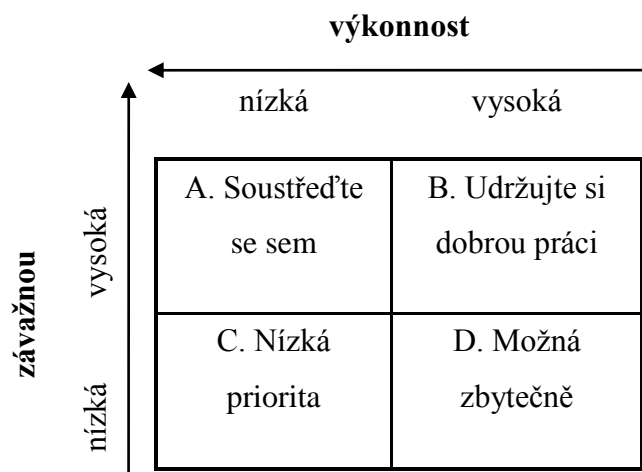 výkonnost
nízká
vysoká
závažnou
vysoká
nízká
A. Soustřeďte
se sem
B. Udržujte si
dobrou práci
C. Nízká
priorita
D. Možná
zbytečně